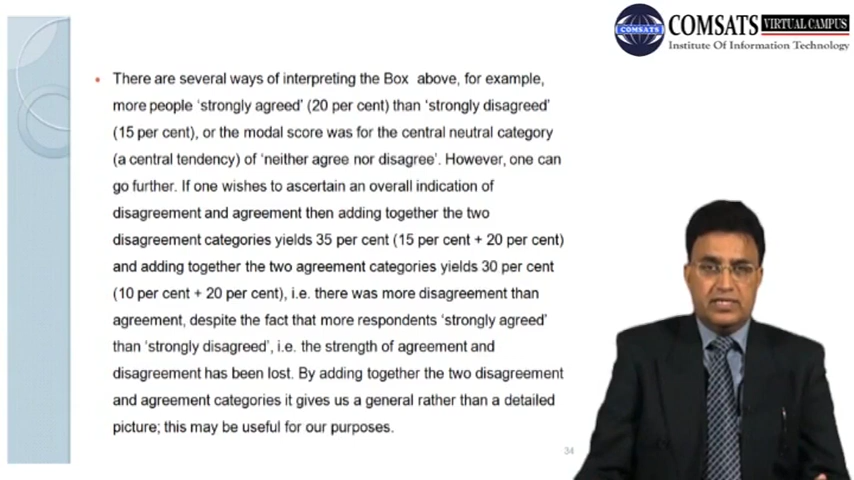 COMSATS VIRTUAL CAMPUS
Institute Of Information Technology
COMSATS
• There are several ways of interpreting the Box above, for example,
more people ‘strongly agreed’ (20 per cent) than ‘strongly disagreed’
(15 per cent), or the modal score was for the central neutral category
(a central tendency) of ‘neither agree nor disagree’. However, one can
go further. If one wishes to ascertain an overall indication of
disagreement and agreement then adding together the two
disagreement categories yields 35 per cent (15 per cent + 20 per cent)
and adding together the two agreement categories yields 30 per cent
(10 per cent + 20 per cent), i.e. there was more disagreement than
agreement, despite the fact that more respondents ‘strongly agreed’
than ‘strongly disagreed’, i.e. the strength of agreement and
disagreement has been lost. By adding together the two disagreement
and agreement categories it gives us a general rather than a detailed
picture; this may be useful for our purposes.
34